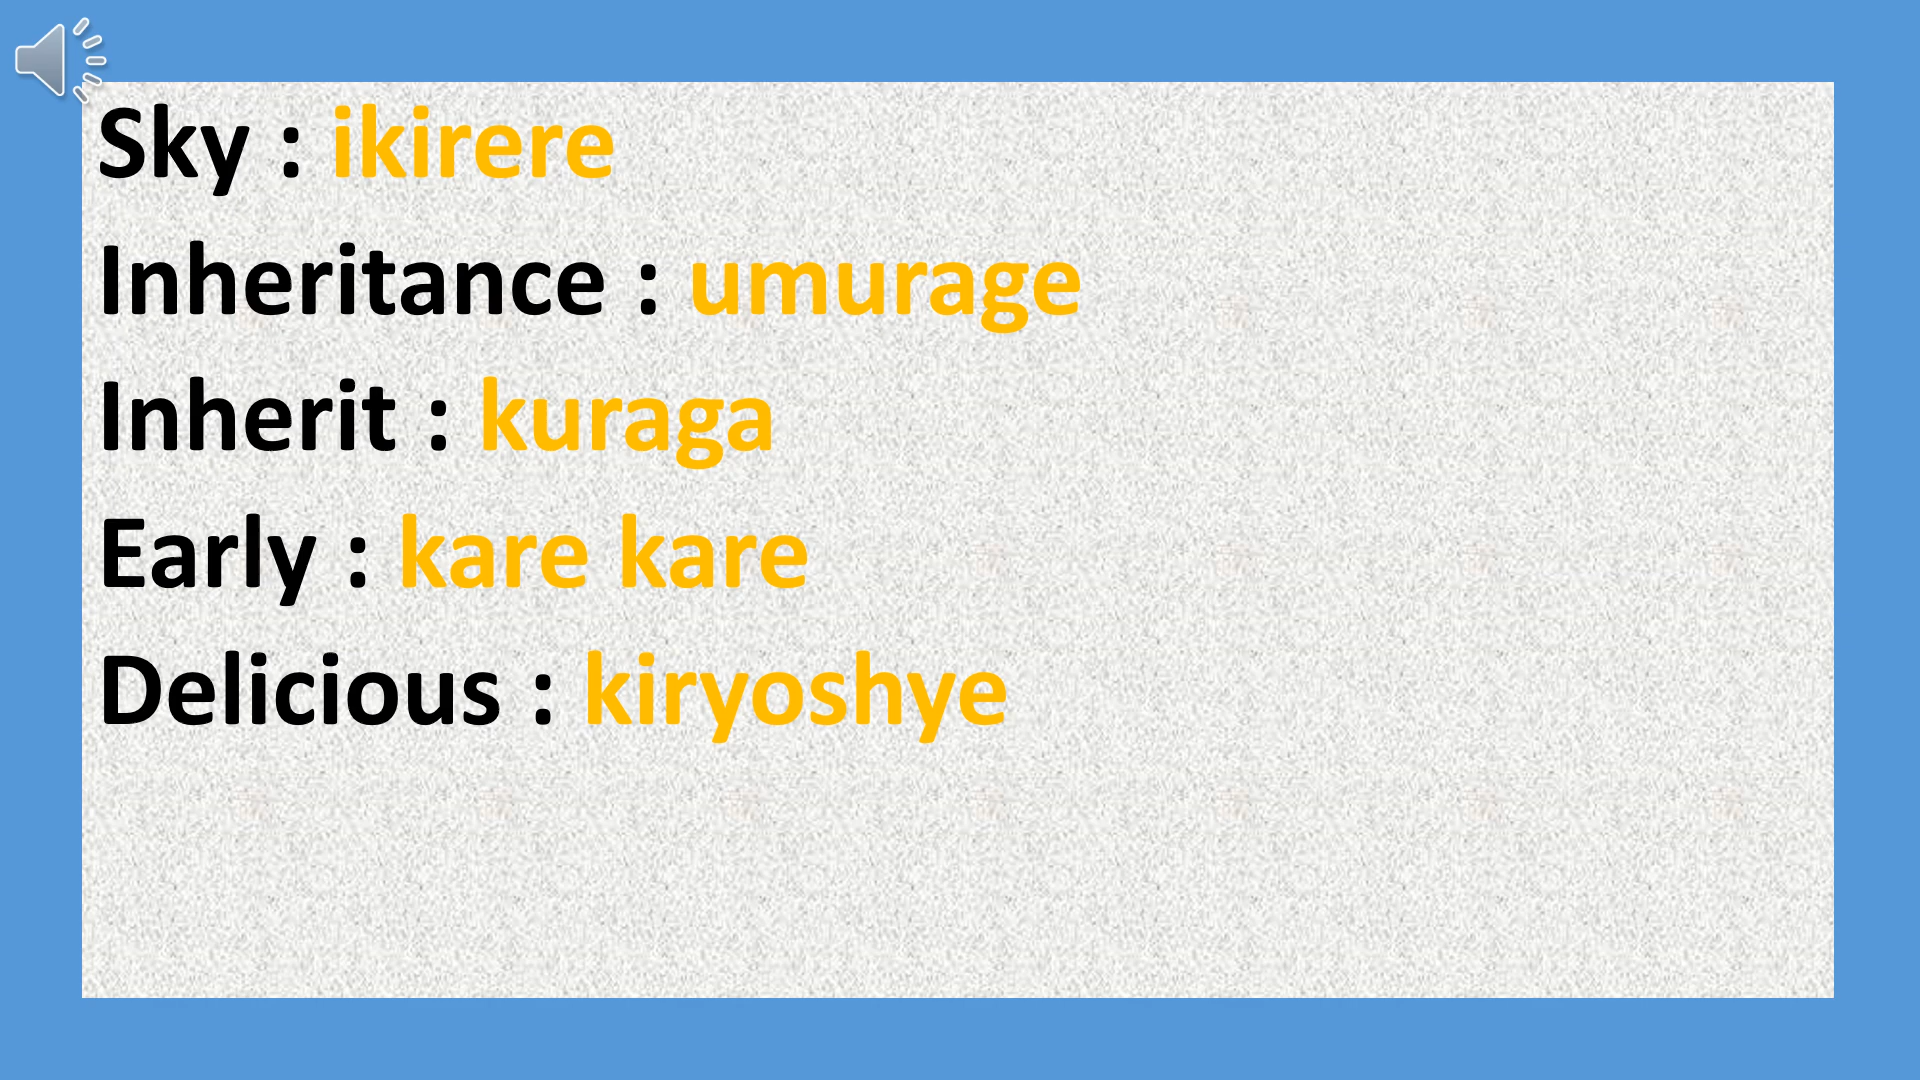 Sky : ikirere
Inheritance : umurage
Inherit : kuraga
Early : kare kare
Delicious : kiryoshye